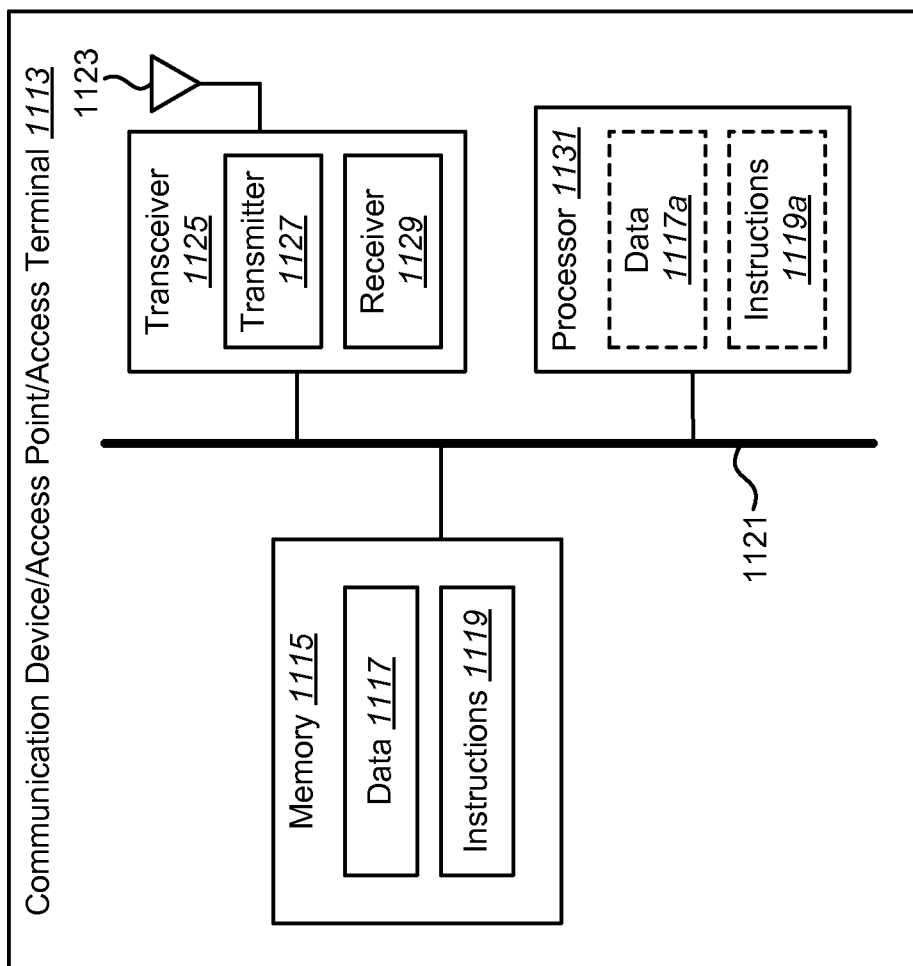 Communication Device/Access Point/Access Terminal 1113
Memory 1115
Data 1117
Instructions 1119
1121
Transceiver
1125
Transmitter
1127
Receiver
1129
1123
Processor 1131
Data
1117a
Instructions
1119a